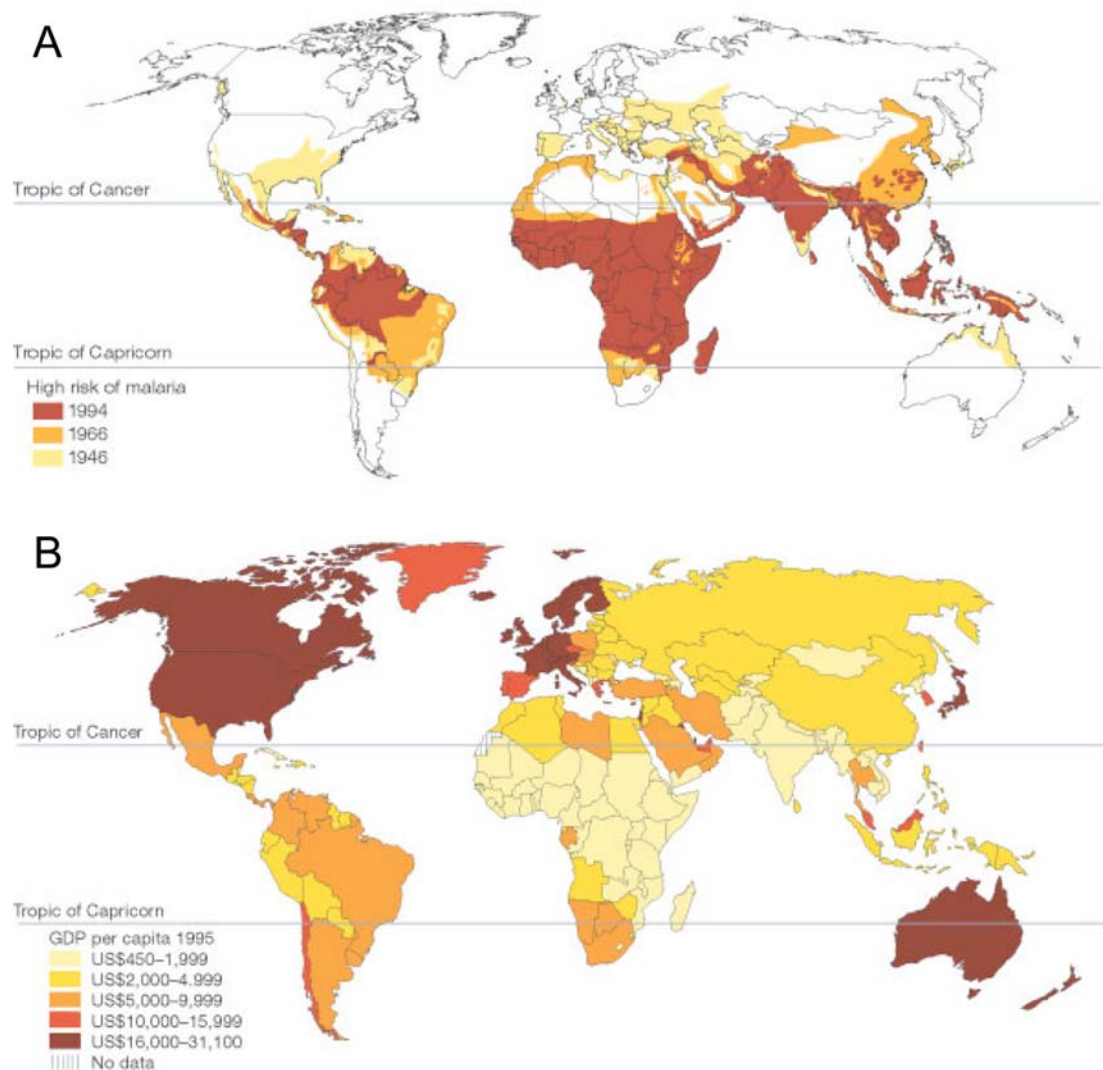 A
Tropic of Cancer
Tropic of Capricorn
High risk of malaria
1994
1966
1946
B
Tropic of Cancer
Tropic of Capricorn
GDP per capita 1995
US$450–1,999
US$2,000–4.999
US$5,000–9,999
US$10,000–15,999
US$16,000–31,100
No data